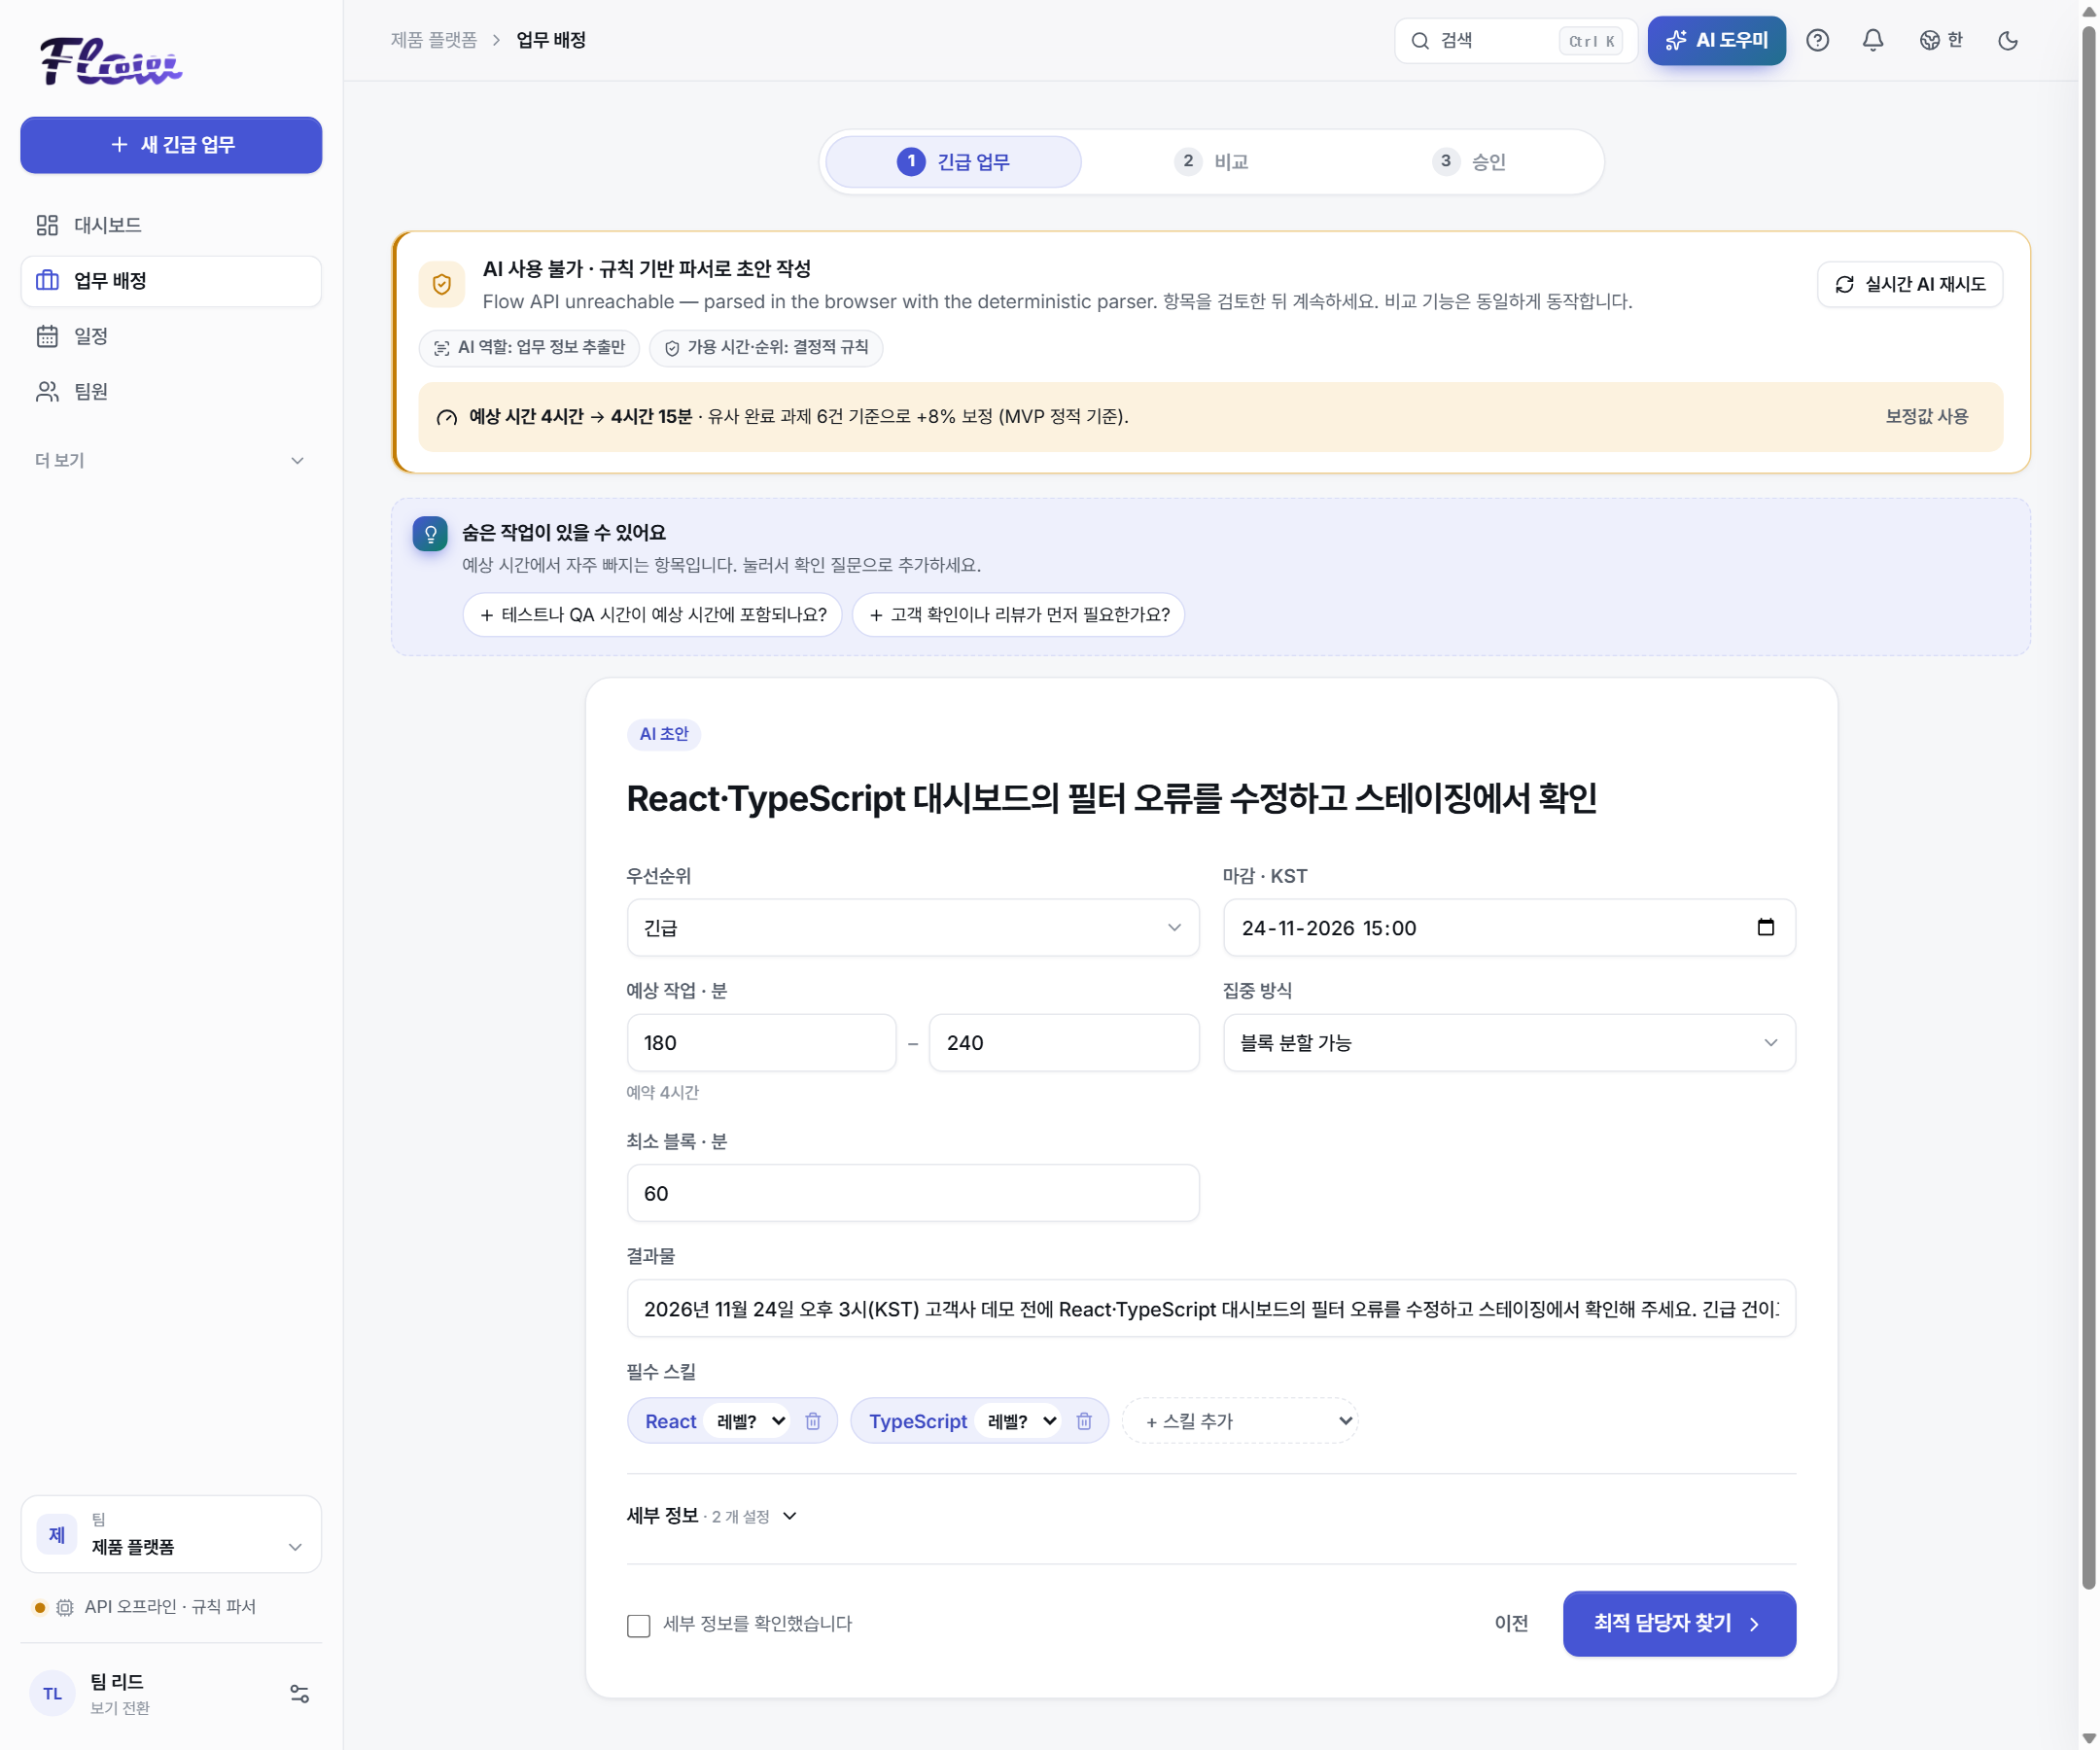 Flow
새 긴급 업무
대시보드
업무 배정
일정
팀원
더 보기
팀
제
제품 플랫폼
API 오프라인 · 규칙 파서
TL
팀 리드
보기 전환
제품 플랫폼 > 업무 배정
검색
Ctrl K
AI 도우미
한
1 긴급 업무
2 비교
3 승인
AI 사용 불가 · 규칙 기반 파서로 초안 작성
Flow API unreachable — parsed in the browser with the deterministic parser. 항목을 검토한 뒤 계속하세요. 비교 기능은 동일하게 동작합니다.
실시간 AI 재시도
AI 역할: 업무 정보 추출만
가용 시간·순위: 결정적 규칙
예상 시간 4시간 → 4시간 15분 · 유사 완료 과제 6건 기준으로 +8% 보정 (MVP 정적 기준).
보정값 사용
숨은 작업이 있을 수 있어요
예상 시간에서 자주 빠지는 항목입니다. 눌러서 확인 질문으로 추가하세요.
+ 테스트나 QA 시간이 예상 시간에 포함되나요?
+ 고객 확인이나 리뷰가 먼저 필요한가요?
AI 초안
React·TypeScript 대시보드의 필터 오류를 수정하고 스테이징에서 확인
우선순위
긴급
마감 · KST
24-11-2026 15:00
예상 작업 · 분
180 – 240
예약 4시간
집중 방식
블록 분할 가능
최소 블록 · 분
60
결과물
2026년 11월 24일 오후 3시(KST) 고객사 데모 전에 React·TypeScript 대시보드의 필터 오류를 수정하고 스테이징에서 확인해 주세요. 긴급
필수 스킬
React 레벨?
TypeScript 레벨?
+ 스킬 추가
세부 정보 · 2 개 설정
세부 정보를 확인했습니다
이전
최적 담당자 찾기